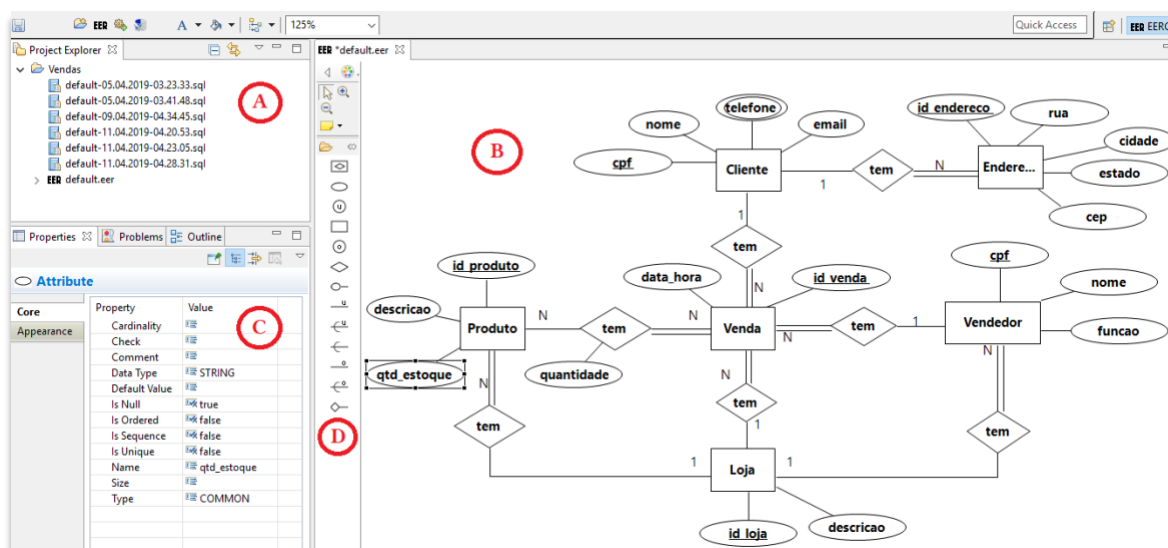 EER A 125% Quick Access EER EERC
Project Explorer
Vendas
default-05.04.2019-03.23.33.sql
default-05.04.2019-03.41.48.sql
default-09.04.2019-04.34.45.sql
default-11.04.2019-04.20.53.sql
default-11.04.2019-04.23.05.sql
default-11.04.2019-04.28.31.sql
EER default.eer
A
Properties Problems Outline
Attribute
Core
Appearance
Property Value
Cardinality
Check
Comment
Data Type STRING
Default Value
Is Null true
Is Ordered false
Is Sequence false
Is Unique false
Name qtd_estoque
Size
Type COMMON
C
EER *default.eer
u
o
u
u
o
o
D
B
telefone
nome
email
cpf
Cliente
1
tem
N
id_endereco
rua
cidade
estado
cep
Endere...
1
tem
N
id_produto
descricao
Produto
qtd_estoque
N
tem
N
quantidade
data_hora
id_venda
Venda
N
tem
1
cpf
nome
funcao
Vendedor
N
tem
1
N
tem
1
N
tem
1
Loja
id_loja
descricao